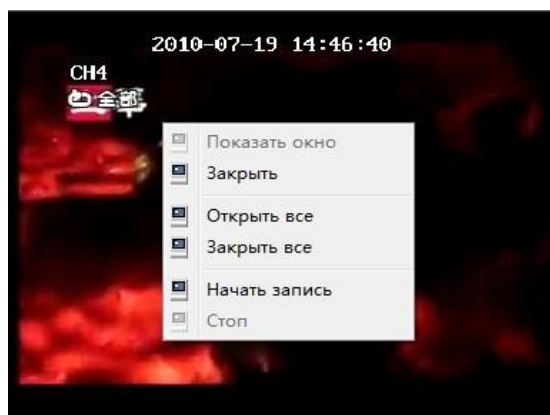 2010-07-19 14:46:40
CH4
全部
Показать окно
Закрыть
Открыть все
Закрыть все
Начать запись
Стоп